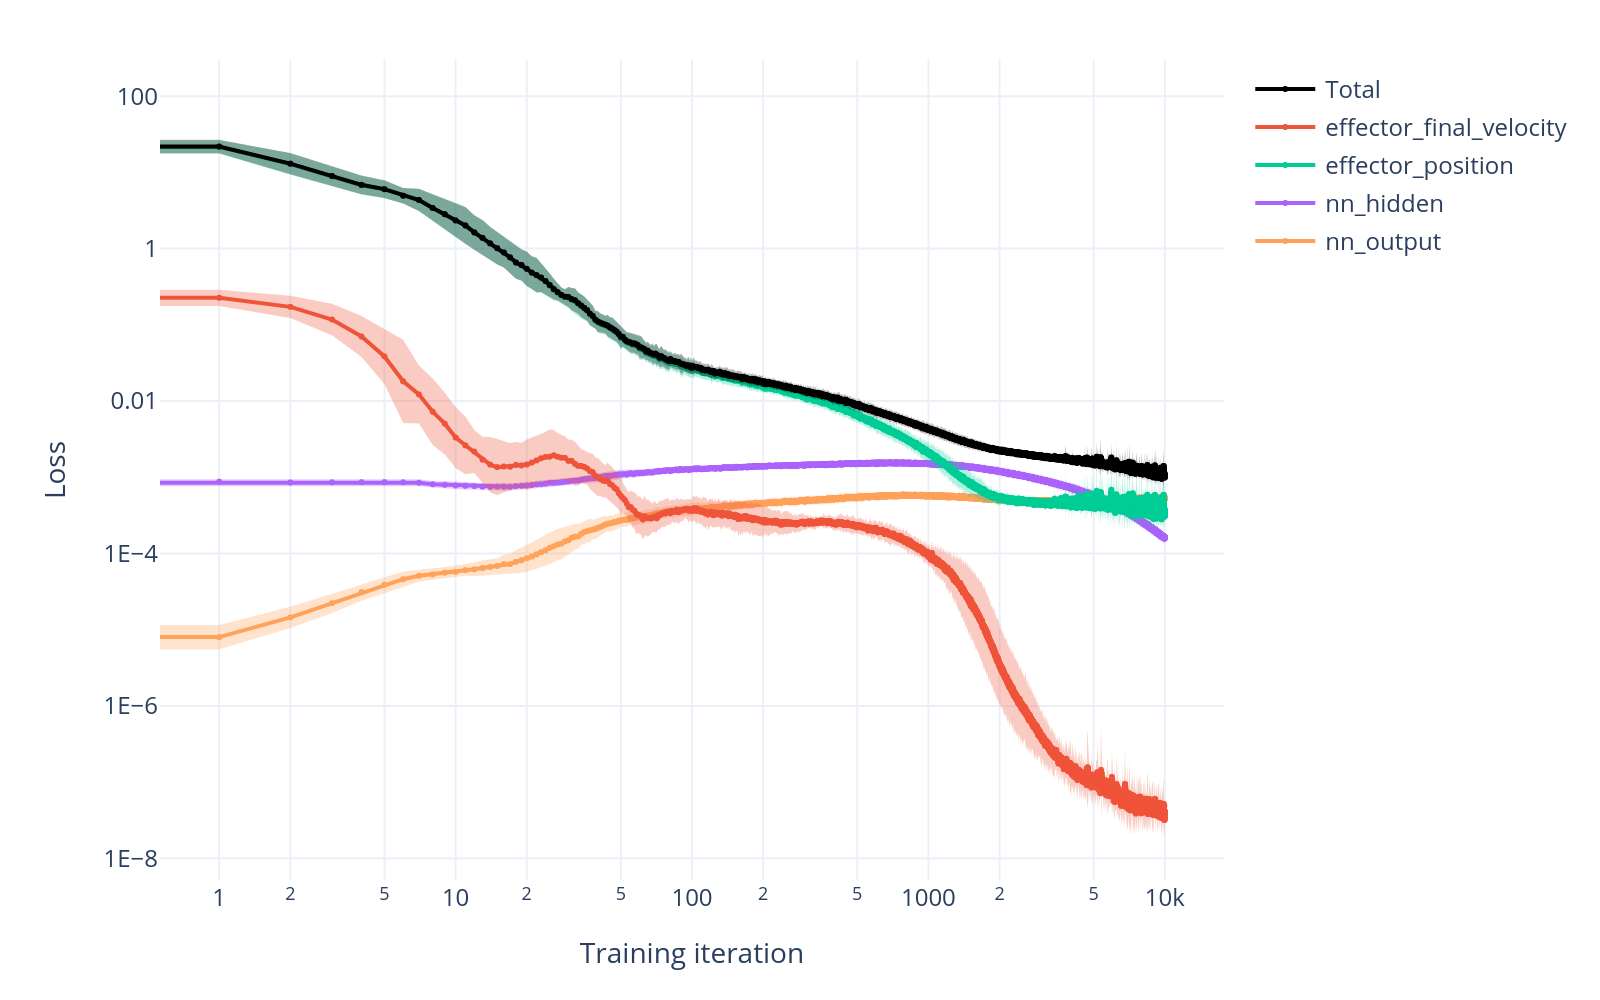 100
1
0.01
1E−4
1E−6
1E−8
Loss
1 2 5 10 2 5 100 2 5 1000 2 5 10k
Training iteration
Total
effector_final_velocity
effector_position
nn_hidden
nn_output